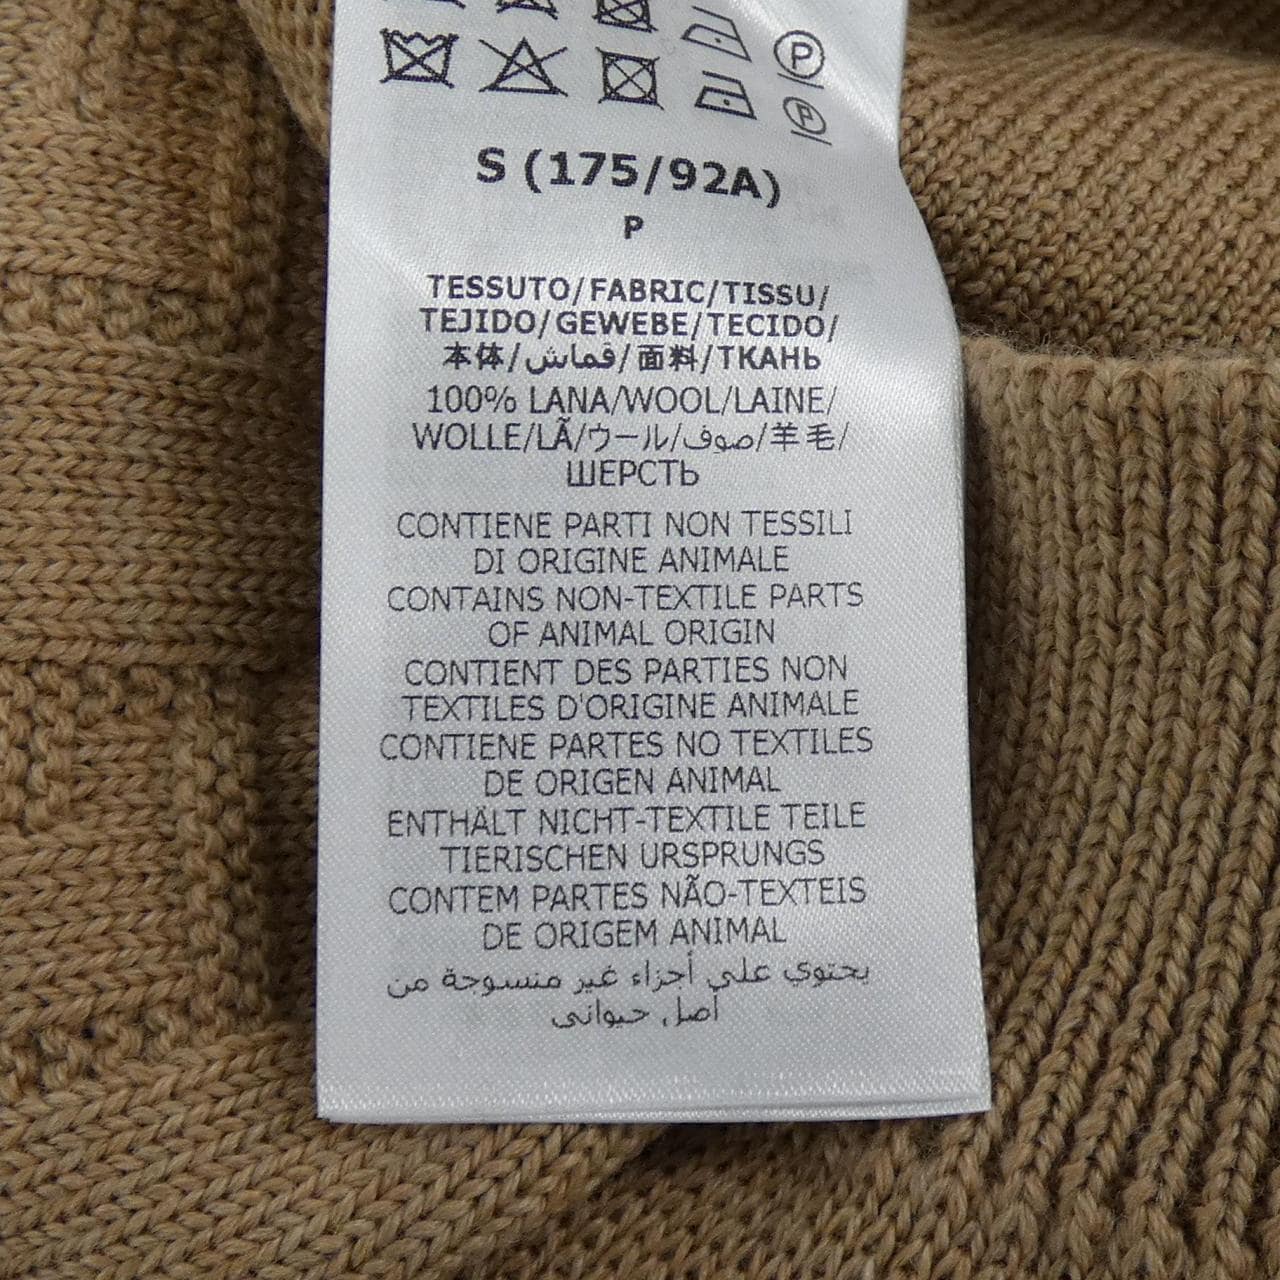 P
P
S (175/92A)
P
TESSUTO/FABRIC/TISSU/
TEJIDO/GEWEBE/TECIDO/
本体/قماش/面料/ТКАНЬ
100% LANA/WOOL/LAINE/
WOLLE/LÃ/ウール/صوف/羊毛/
ШЕРСТЬ
CONTIENE PARTI NON TESSILI
DI ORIGINE ANIMALE
CONTAINS NON-TEXTILE PARTS
OF ANIMAL ORIGIN
CONTIENT DES PARTIES NON
TEXTILES D'ORIGINE ANIMALE
CONTIENE PARTES NO TEXTILES
DE ORIGEN ANIMAL
ENTHÄLT NICHT-TEXTILE TEILE
TIERISCHEN URSPRUNGS
CONTEM PARTES NÃO-TEXTEIS
DE ORIGEM ANIMAL
يحتوي على أجزاء غير منسوجة من
أصل حيواني